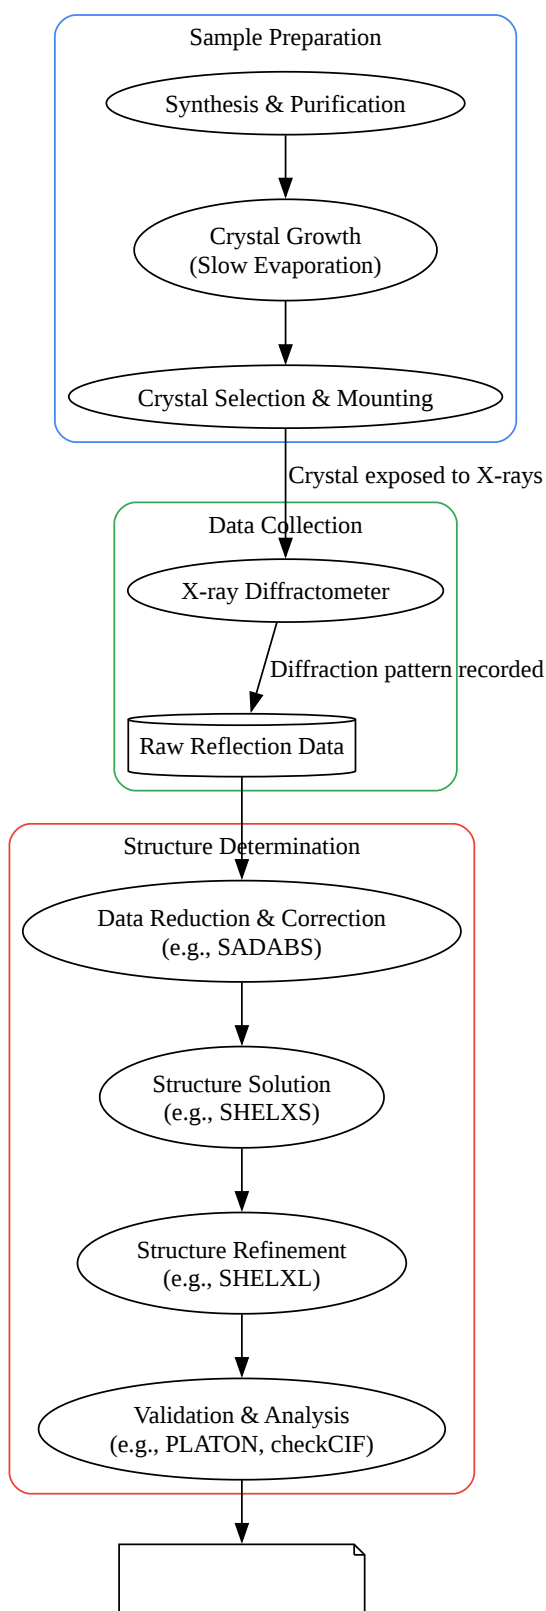 Sample Preparation
Synthesis & Purification
Crystal Growth
(Slow Evaporation)
Crystal Selection & Mounting
Crystal exposed to X-rays
Data Collection
X-ray Diffractometer
Diffraction pattern recorded
Raw Reflection Data
Structure Determination
Data Reduction & Correction
(e.g., SADABS)
Structure Solution
(e.g., SHELXS)
Structure Refinement
(e.g., SHELXL)
Validation & Analysis
(e.g., PLATON, checkCIF)